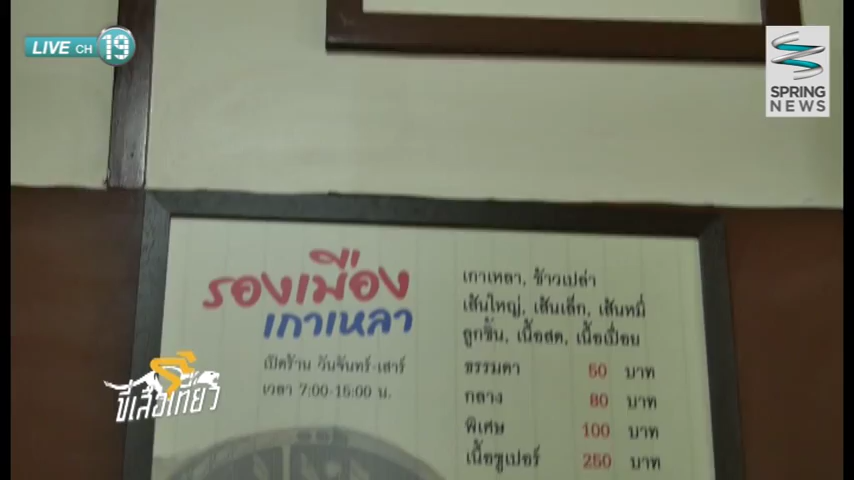 LIVE CH 19
SPRING
NEWS
รองเมือง
เกาเหลา
เปิดร้าน วันจันทร์-เสาร์
เวลา 7:00-15:00 น.
เกาเหลา, ข้าวเปล่า
เส้นใหญ่, เส้นเล็ก, เส้นหมี่
ลูกชิ้น, เนื้อสด, เนื้อเปื่อย
ธรรมดา 50 บาท
กลาง 80 บาท
พิเศษ 100 บาท
เนื้อซูเปอร์ 250 บาท
ขี่เสือเที่ยว